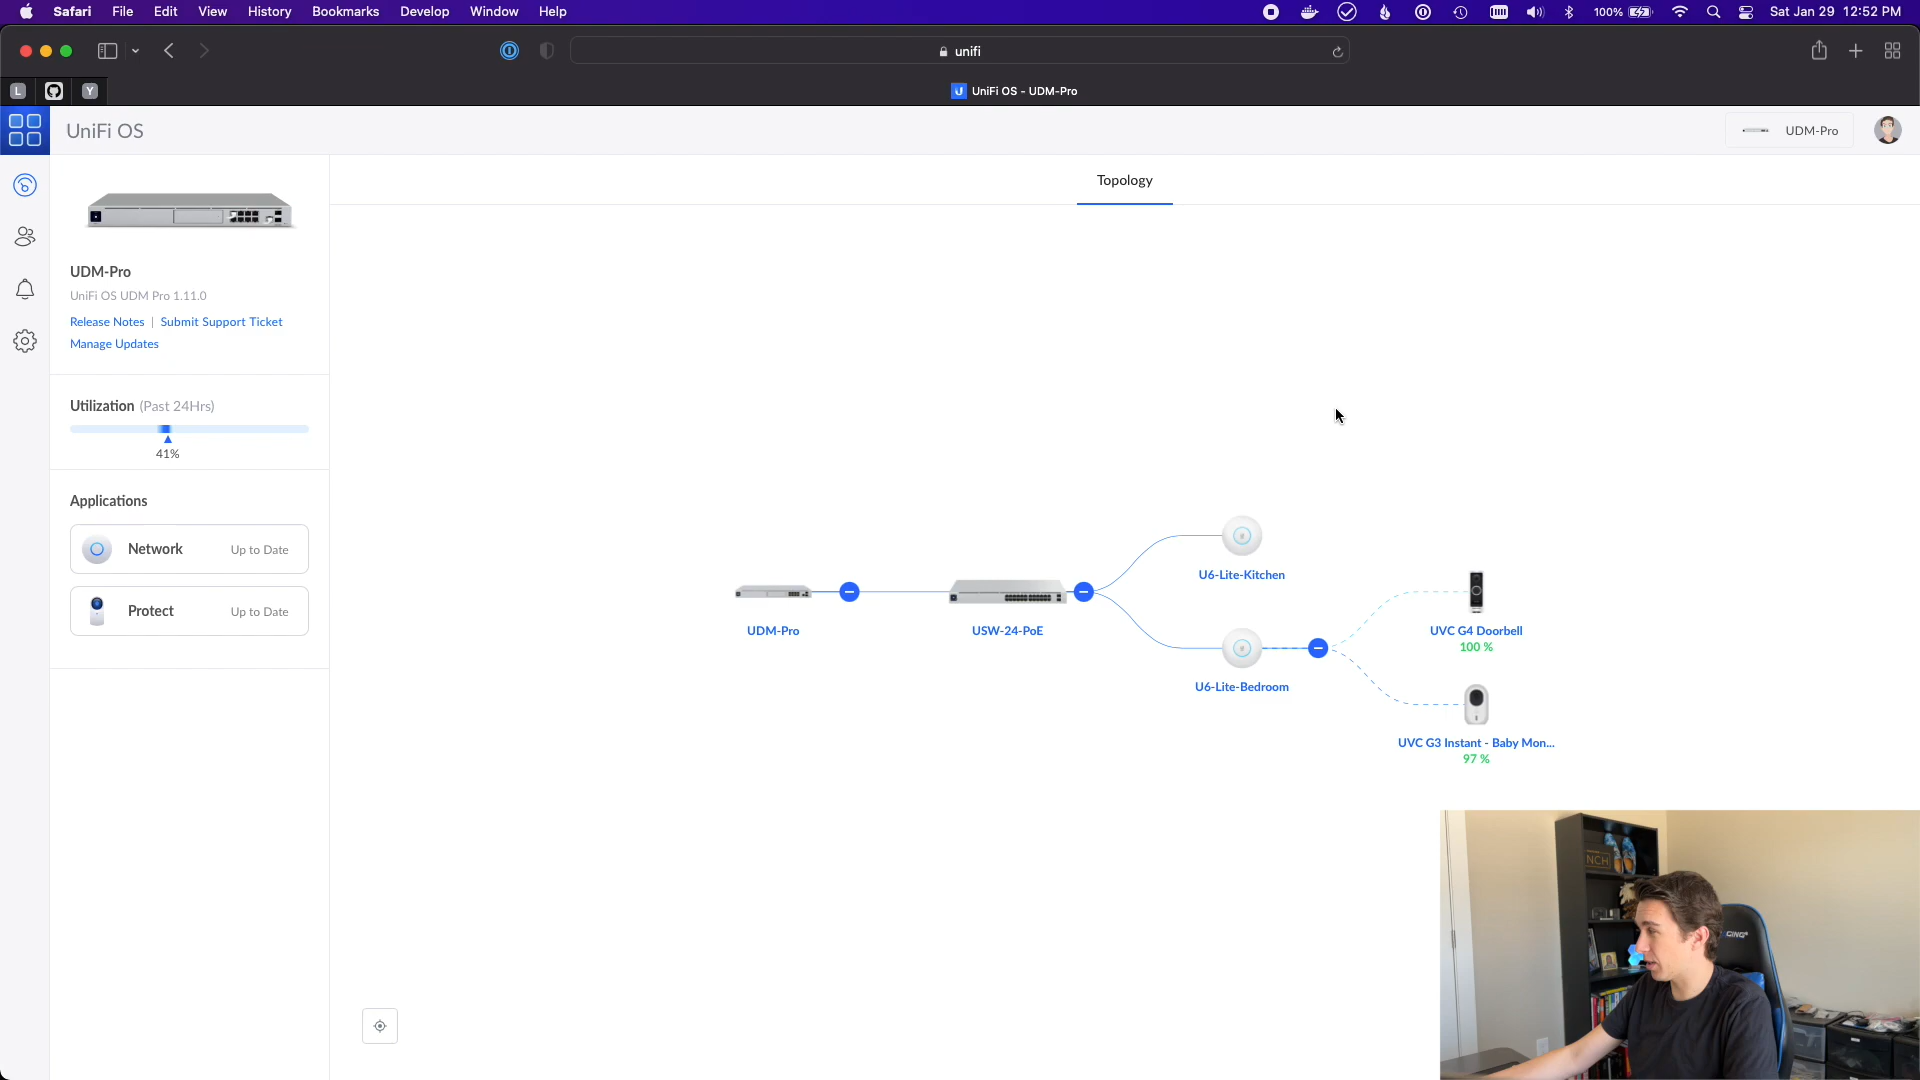 Safari File Edit View History Bookmarks Develop Window Help 100% Sat Jan 29 12:52 PM
unifi
L Y UniFi OS - UDM-Pro
UniFi OS UDM-Pro
Topology
UDM-Pro
UniFi OS UDM Pro 1.11.0
Release Notes | Submit Support Ticket
Manage Updates
Utilization (Past 24Hrs)
41%
Applications
Network Up to Date
Protect Up to Date
U6-Lite-Kitchen
UDM-Pro
USW-24-PoE
UVC G4 Doorbell
100 %
U6-Lite-Bedroom
UVC G3 Instant - Baby Mon...
97 %
NCH
CING